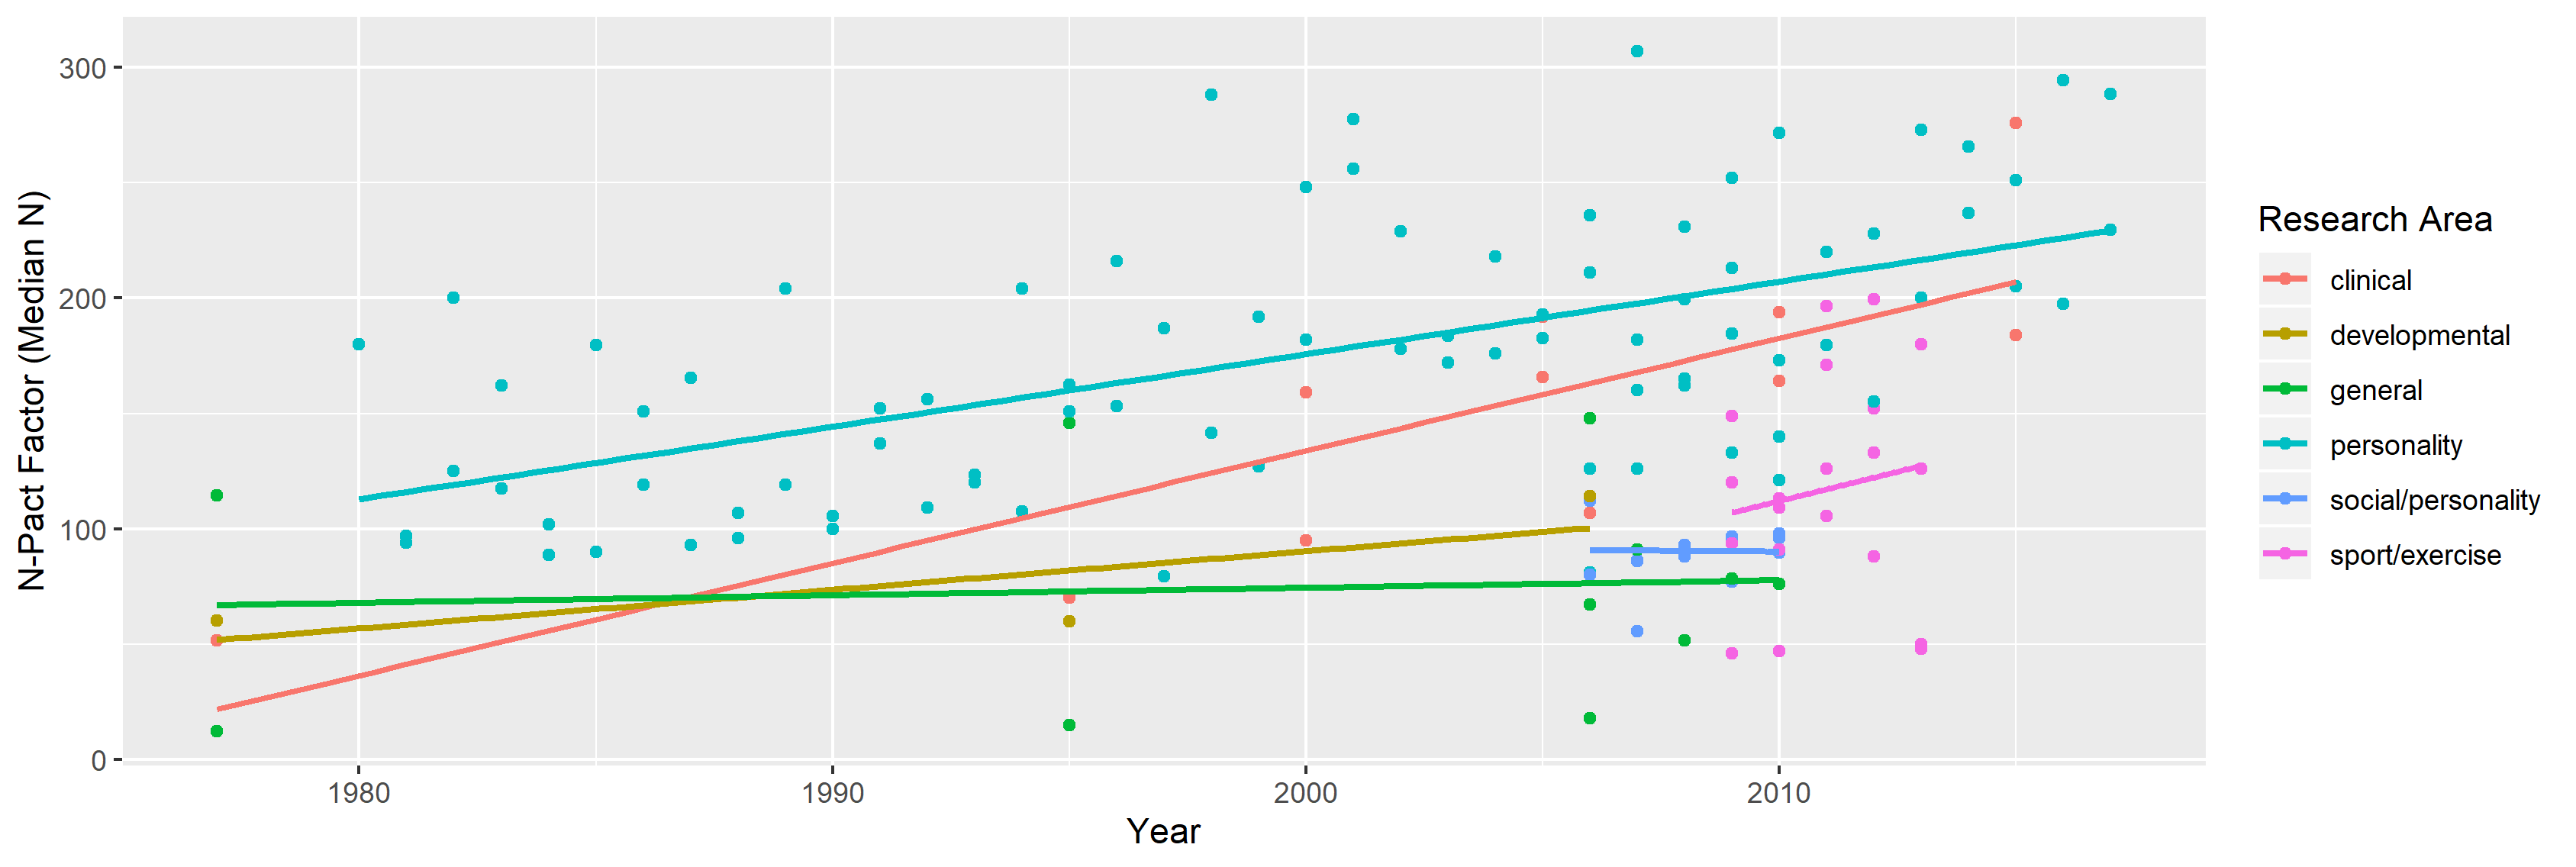 N-Pact Factor (Median N)
300
200
100
0
1980
1990
2000
2010
Year
Research Area
clinical
developmental
general
personality
social/personality
sport/exercise